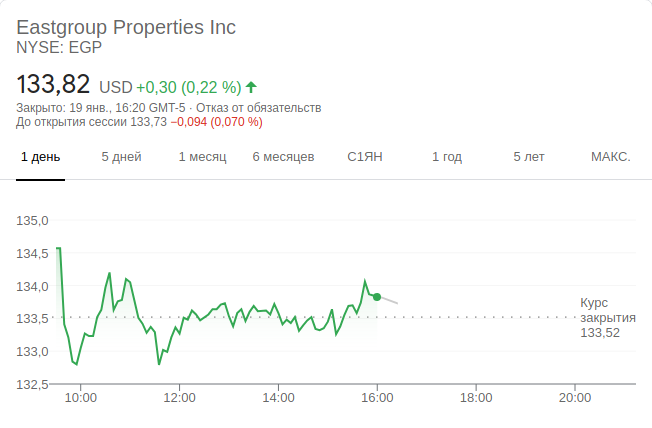 Eastgroup Properties Inc
NYSE: EGP
133,82 USD +0,30 (0,22 %)
Закрыто: 19 янв., 16:20 GMT-5 · Отказ от обязательств
До открытия сессии 133,73 −0,094 (0,070 %)
1 день 5 дней 1 месяц 6 месяцев С1ЯН 1 год 5 лет МАКС.
135,0
134,5
134,0
133,5
133,0
132,5
Курс
закрытия
133,52
10:00 12:00 14:00 16:00 18:00 20:00